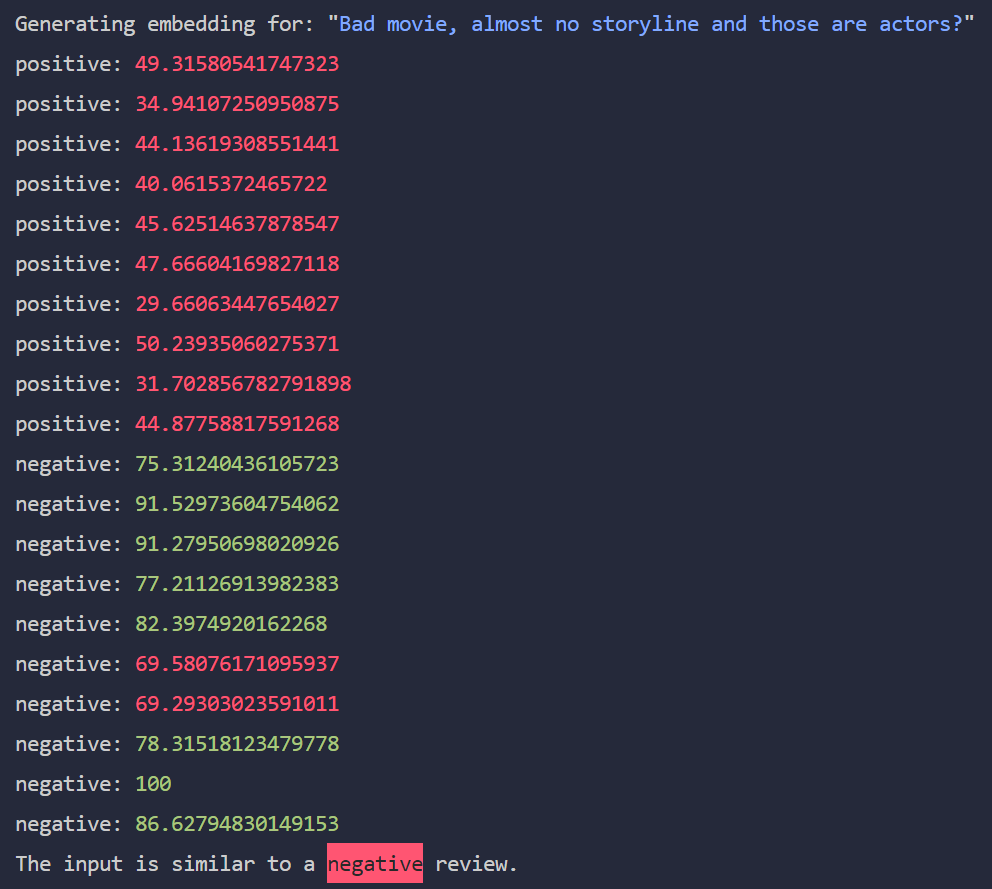 Generating embedding for: "Bad movie, almost no storyline and those are actors?"
positive: 49.31580541747323
positive: 34.94107250950875
positive: 44.13619308551441
positive: 40.0615372465722
positive: 45.62514637878547
positive: 47.66604169827118
positive: 29.66063447654027
positive: 50.23935060275371
positive: 31.702856782791898
positive: 44.87758817591268
negative: 75.31240436105723
negative: 91.52973604754062
negative: 91.27950698020926
negative: 77.21126913982383
negative: 82.3974920162268
negative: 69.58076171095937
negative: 69.29303023591011
negative: 78.31518123479778
negative: 100
negative: 86.62794830149153
The input is similar to a negative review.